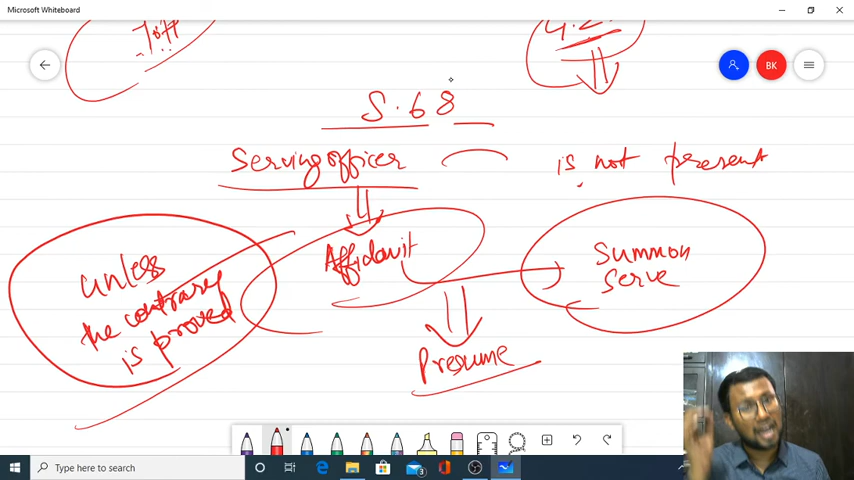 Microsoft Whiteboard
BK
S. 68
Serving officer
is not present
Affidavit
Summon
Serve
unless
the contrary
is proved
Presume
Type here to search
3